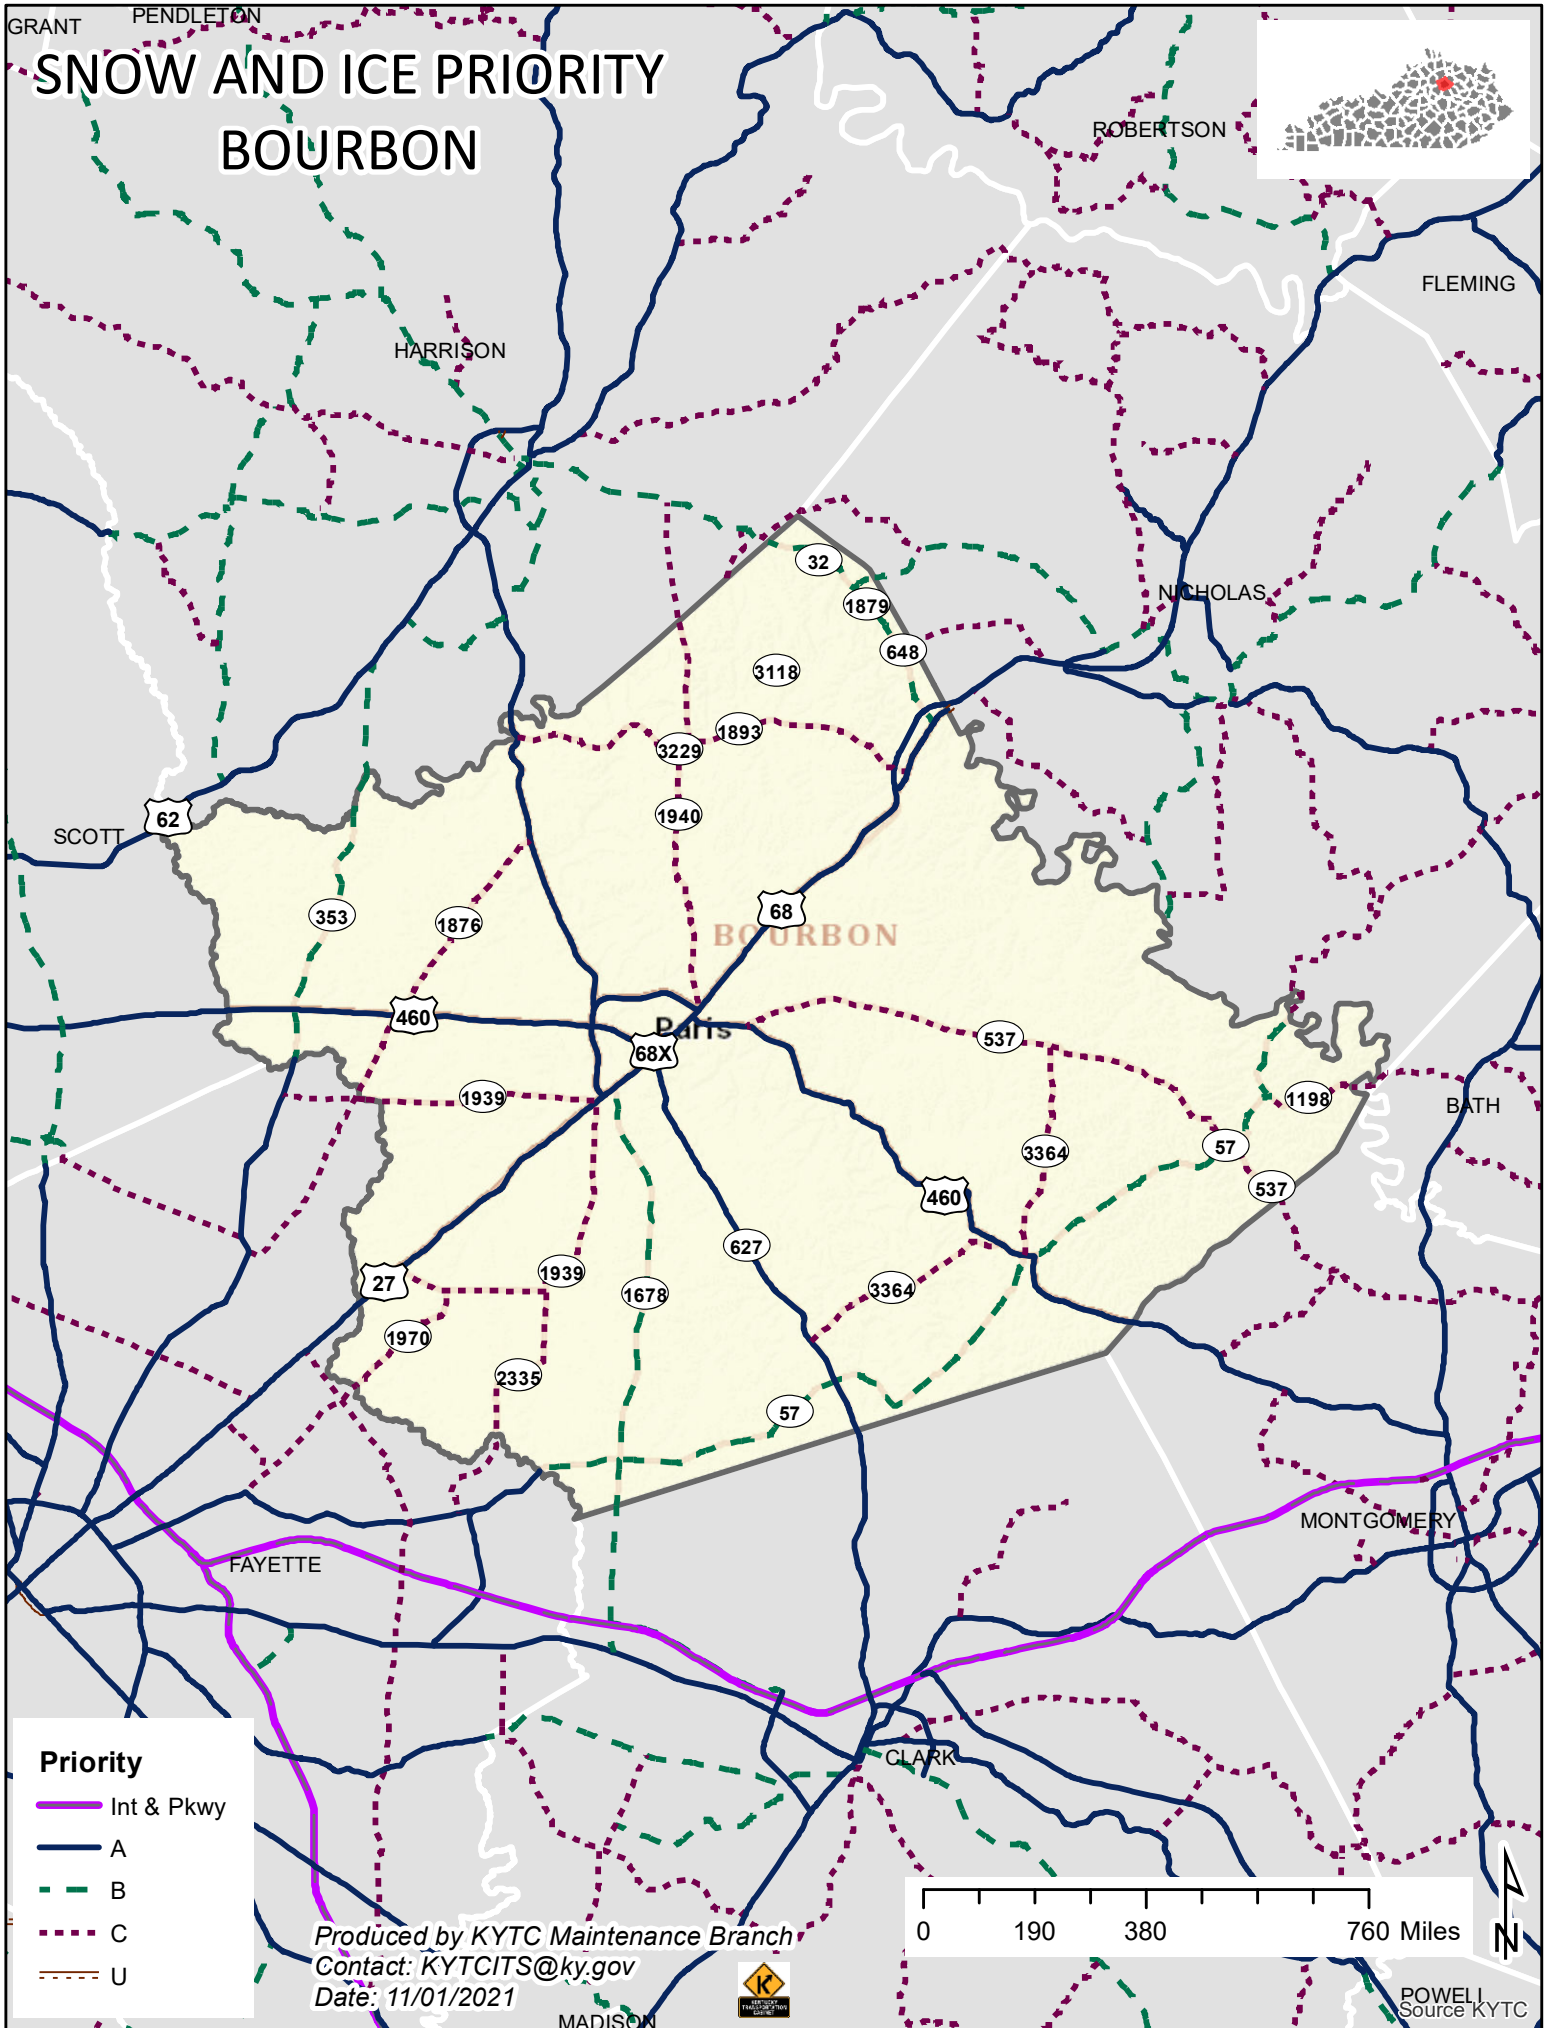 GRANT
PENDLETON
SNOW AND ICE PRIORITY
BOURBON
ROBERTSON
FLEMING
HARRISON
NICHOLAS
32
1879
648
3118
1893
3229
62
SCOTT
1940
353
1876
68
BOURBON
460
Paris
68X
537
1939
1198
BATH
57
3364
537
460
627
1939
27
1678
3364
1970
2335
57
MONTGOMERY
FAYETTE
CLARK
Priority
Int & Pkwy
A
B
C
U
Produced by KYTC Maintenance Branch
Contact: KYTCITS@ky.gov
Date: 11/01/2021
KENTUCKY
TRANSPORTATION
CABINET
0 190 380 760 Miles
N
MADISON
POWELL
Source KYTC